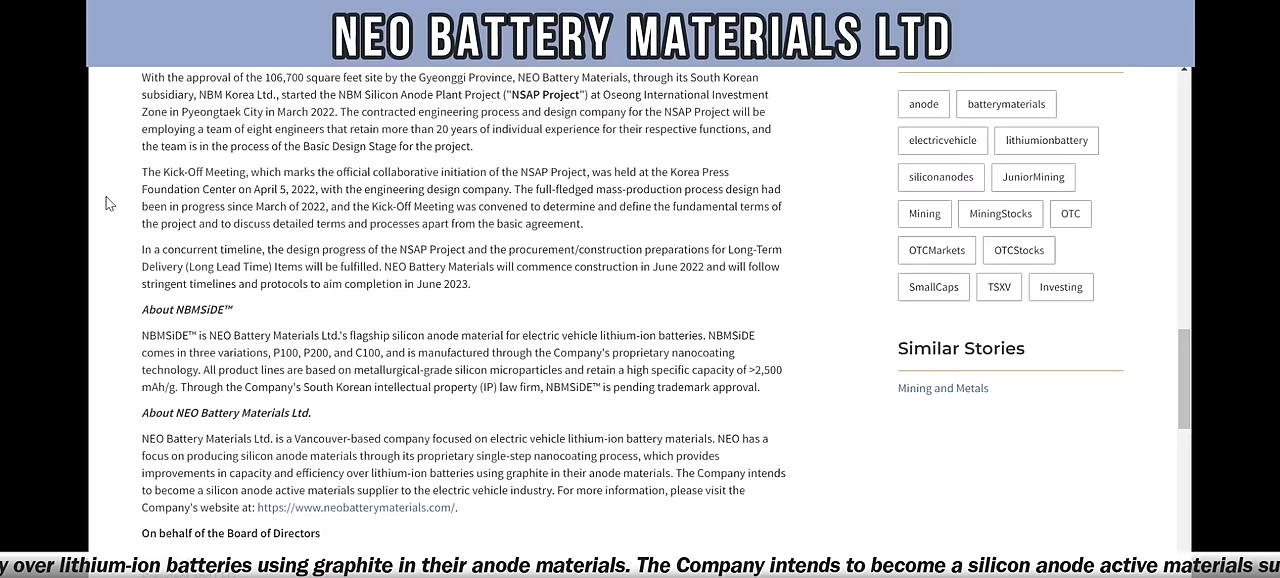 NEO BATTERY MATERIALS LTD
With the approval of the 106,700 square feet site by the Gyeonggi Province, NEO Battery Materials, through its South Korean
subsidiary, NBM Korea Ltd., started the NBM Silicon Anode Plant Project ("NSAP Project") at Oseong International Investment
Zone in Pyeongtaek City in March 2022. The contracted engineering process and design company for the NSAP Project will be
employing a team of eight engineers that retain more than 20 years of individual experience for their respective functions, and
the team is in the process of the Basic Design Stage for the project.
The Kick-Off Meeting, which marks the official collaborative initiation of the NSAP Project, was held at the Korea Press
Foundation Center on April 5, 2022, with the engineering design company. The full-fledged mass-production process design had
been in progress since March of 2022, and the Kick-Off Meeting was convened to determine and define the fundamental terms of
the project and to discuss detailed terms and processes apart from the basic agreement.
In a concurrent timeline, the design progress of the NSAP Project and the procurement/construction preparations for Long-Term
Delivery (Long Lead Time) Items will be fulfilled. NEO Battery Materials will commence construction in June 2022 and will follow
stringent timelines and protocols to aim completion in June 2023.
About NBMSiDE™
NBMSiDE™ is NEO Battery Materials Ltd.'s flagship silicon anode material for electric vehicle lithium-ion batteries. NBMSiDE
comes in three variations, P100, P200, and C100, and is manufactured through the Company's proprietary nanocoating
technology. All product lines are based on metallurgical-grade silicon microparticles and retain a high specific capacity of >2,500
mAh/g. Through the Company's South Korean intellectual property (IP) law firm, NBMSiDE™ is pending trademark approval.
About NEO Battery Materials Ltd.
NEO Battery Materials Ltd. is a Vancouver-based company focused on electric vehicle lithium-ion battery materials. NEO has a
focus on producing silicon anode materials through its proprietary single-step nanocoating process, which provides
improvements in capacity and efficiency over lithium-ion batteries using graphite in their anode materials. The Company intends
to become a silicon anode active materials supplier to the electric vehicle industry. For more information, please visit the
Company's website at: https://www.neobatterymaterials.com/.
On behalf of the Board of Directors
anode batterymaterials
electricvehicle lithiumionbattery
siliconanodes JuniorMining
Mining MiningStocks OTC
OTCMarkets OTCStocks
SmallCaps TSXV Investing
Similar Stories
Mining and Metals
y over lithium-ion batteries using graphite in their anode materials. The Company intends to become a silicon anode active materials su